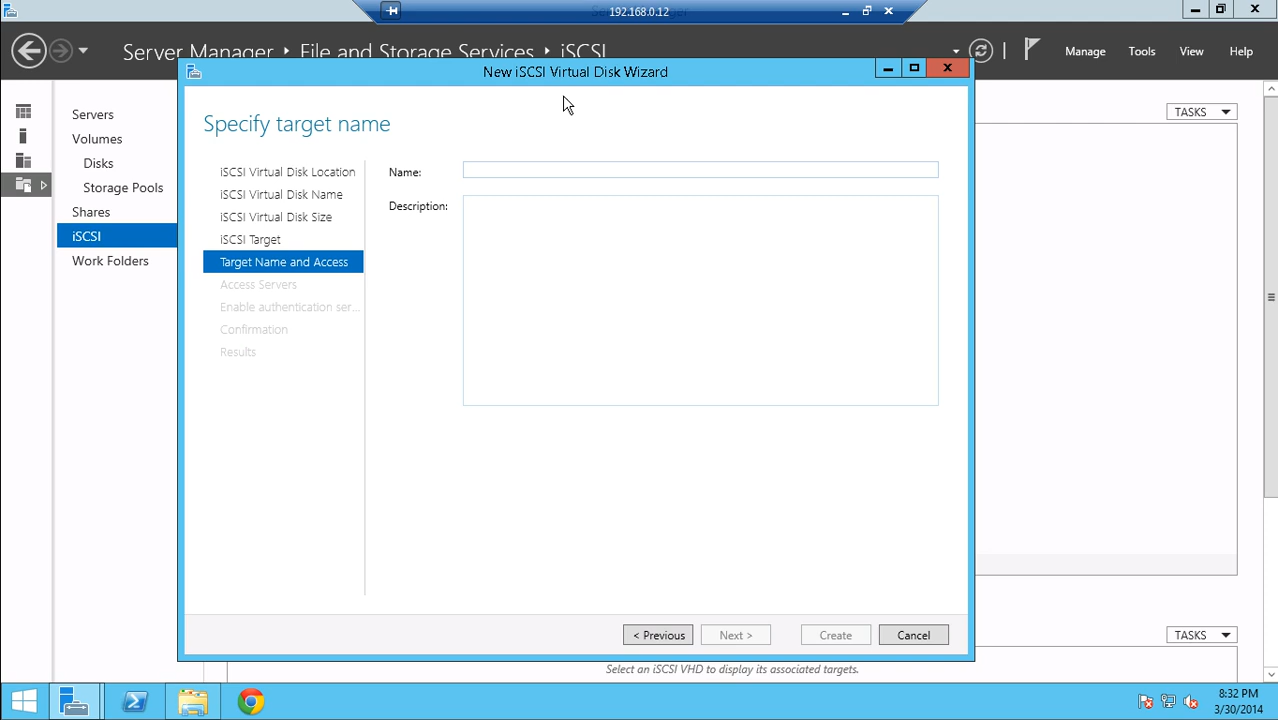 192.168.0.12
Server Manager ‣ File and Storage Services ‣ iSCSI
Manage Tools View Help
New iSCSI Virtual Disk Wizard
Servers
Volumes
Disks
Storage Pools
Shares
iSCSI
Work Folders
TASKS
Specify target name
iSCSI Virtual Disk Location
iSCSI Virtual Disk Name
iSCSI Virtual Disk Size
iSCSI Target
Target Name and Access
Access Servers
Enable authentication ser...
Confirmation
Results
Name:
Description:
< Previous
Next >
Create
Cancel
TASKS
Select an iSCSI VHD to display its associated targets.
8:32 PM
3/30/2014